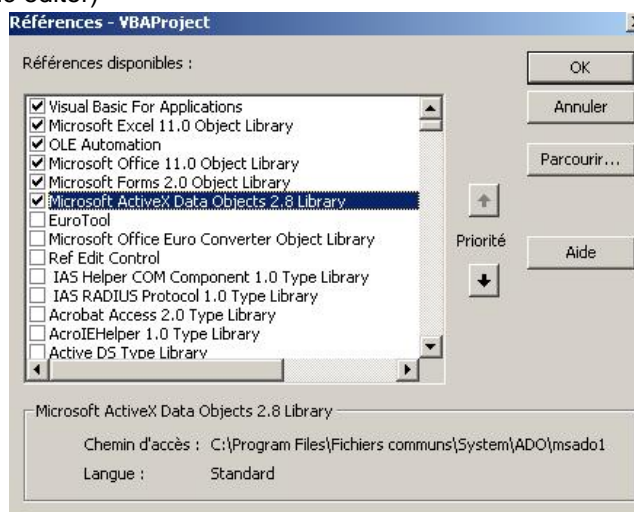 Références - VBAProject
Références disponibles :
OK
Annuler
Parcourir...
Priorité
Aide
Visual Basic For Applications
Microsoft Excel 11.0 Object Library
OLE Automation
Microsoft Office 11.0 Object Library
Microsoft Forms 2.0 Object Library
Microsoft ActiveX Data Objects 2.8 Library
EuroTool
Microsoft Office Euro Converter Object Library
Ref Edit Control
IAS Helper COM Component 1.0 Type Library
IAS RADIUS Protocol 1.0 Type Library
Acrobat Access 2.0 Type Library
AcroIEHelper 1.0 Type Library
Active DS Type Library
Microsoft ActiveX Data Objects 2.8 Library
Chemin d'accès : C:\Program Files\Fichiers communs\System\ADO\msado1
Langue : Standard